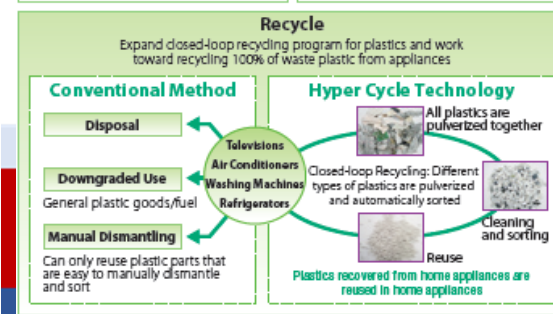 Recycle
Expand closed-loop recycling program for plastics and work
toward recycling 100% of waste plastic from appliances
Conventional Method
Disposal
Downgraded Use
General plastic goods/fuel
Manual Dismantling
Can only reuse plastic parts that
are easy to manually dismantle
and sort
Televisions
Air Conditioners
Washing Machines
Refrigerators
Hyper Cycle Technology
All plastics are
pulverized together
Closed-loop Recycling: Different
types of plastics are pulverized
and automatically sorted
Cleaning
and sorting
Reuse
Plastics recovered from home appliances are
reused in home appliances